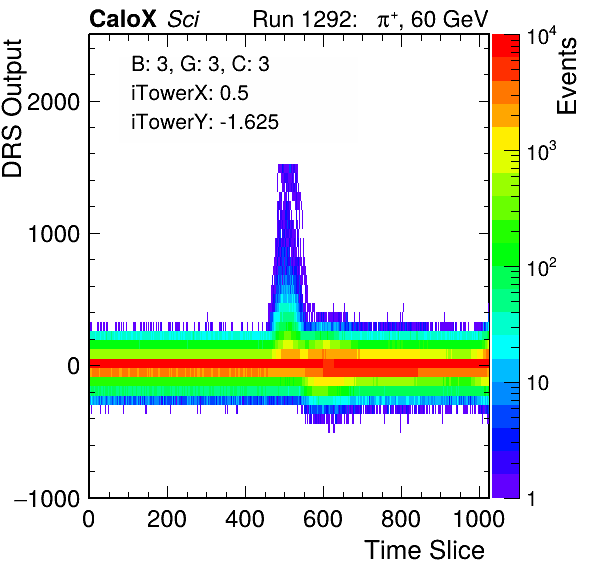 CaloX Sci Run 1292: π⁺, 60 GeV
B: 3, G: 3, C: 3
iTowerX: 0.5
iTowerY: -1.625
DRS Output
2000
1000
0
−1000
0 200 400 600 800 1000
Time Slice
10⁴
10³
10²
10
1
Events